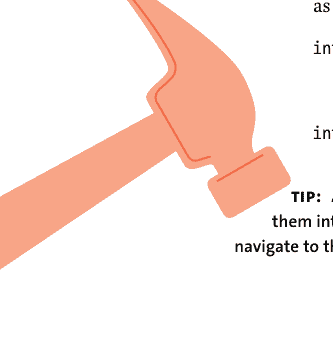 as
int
int
TIP:
them int
navigate to th